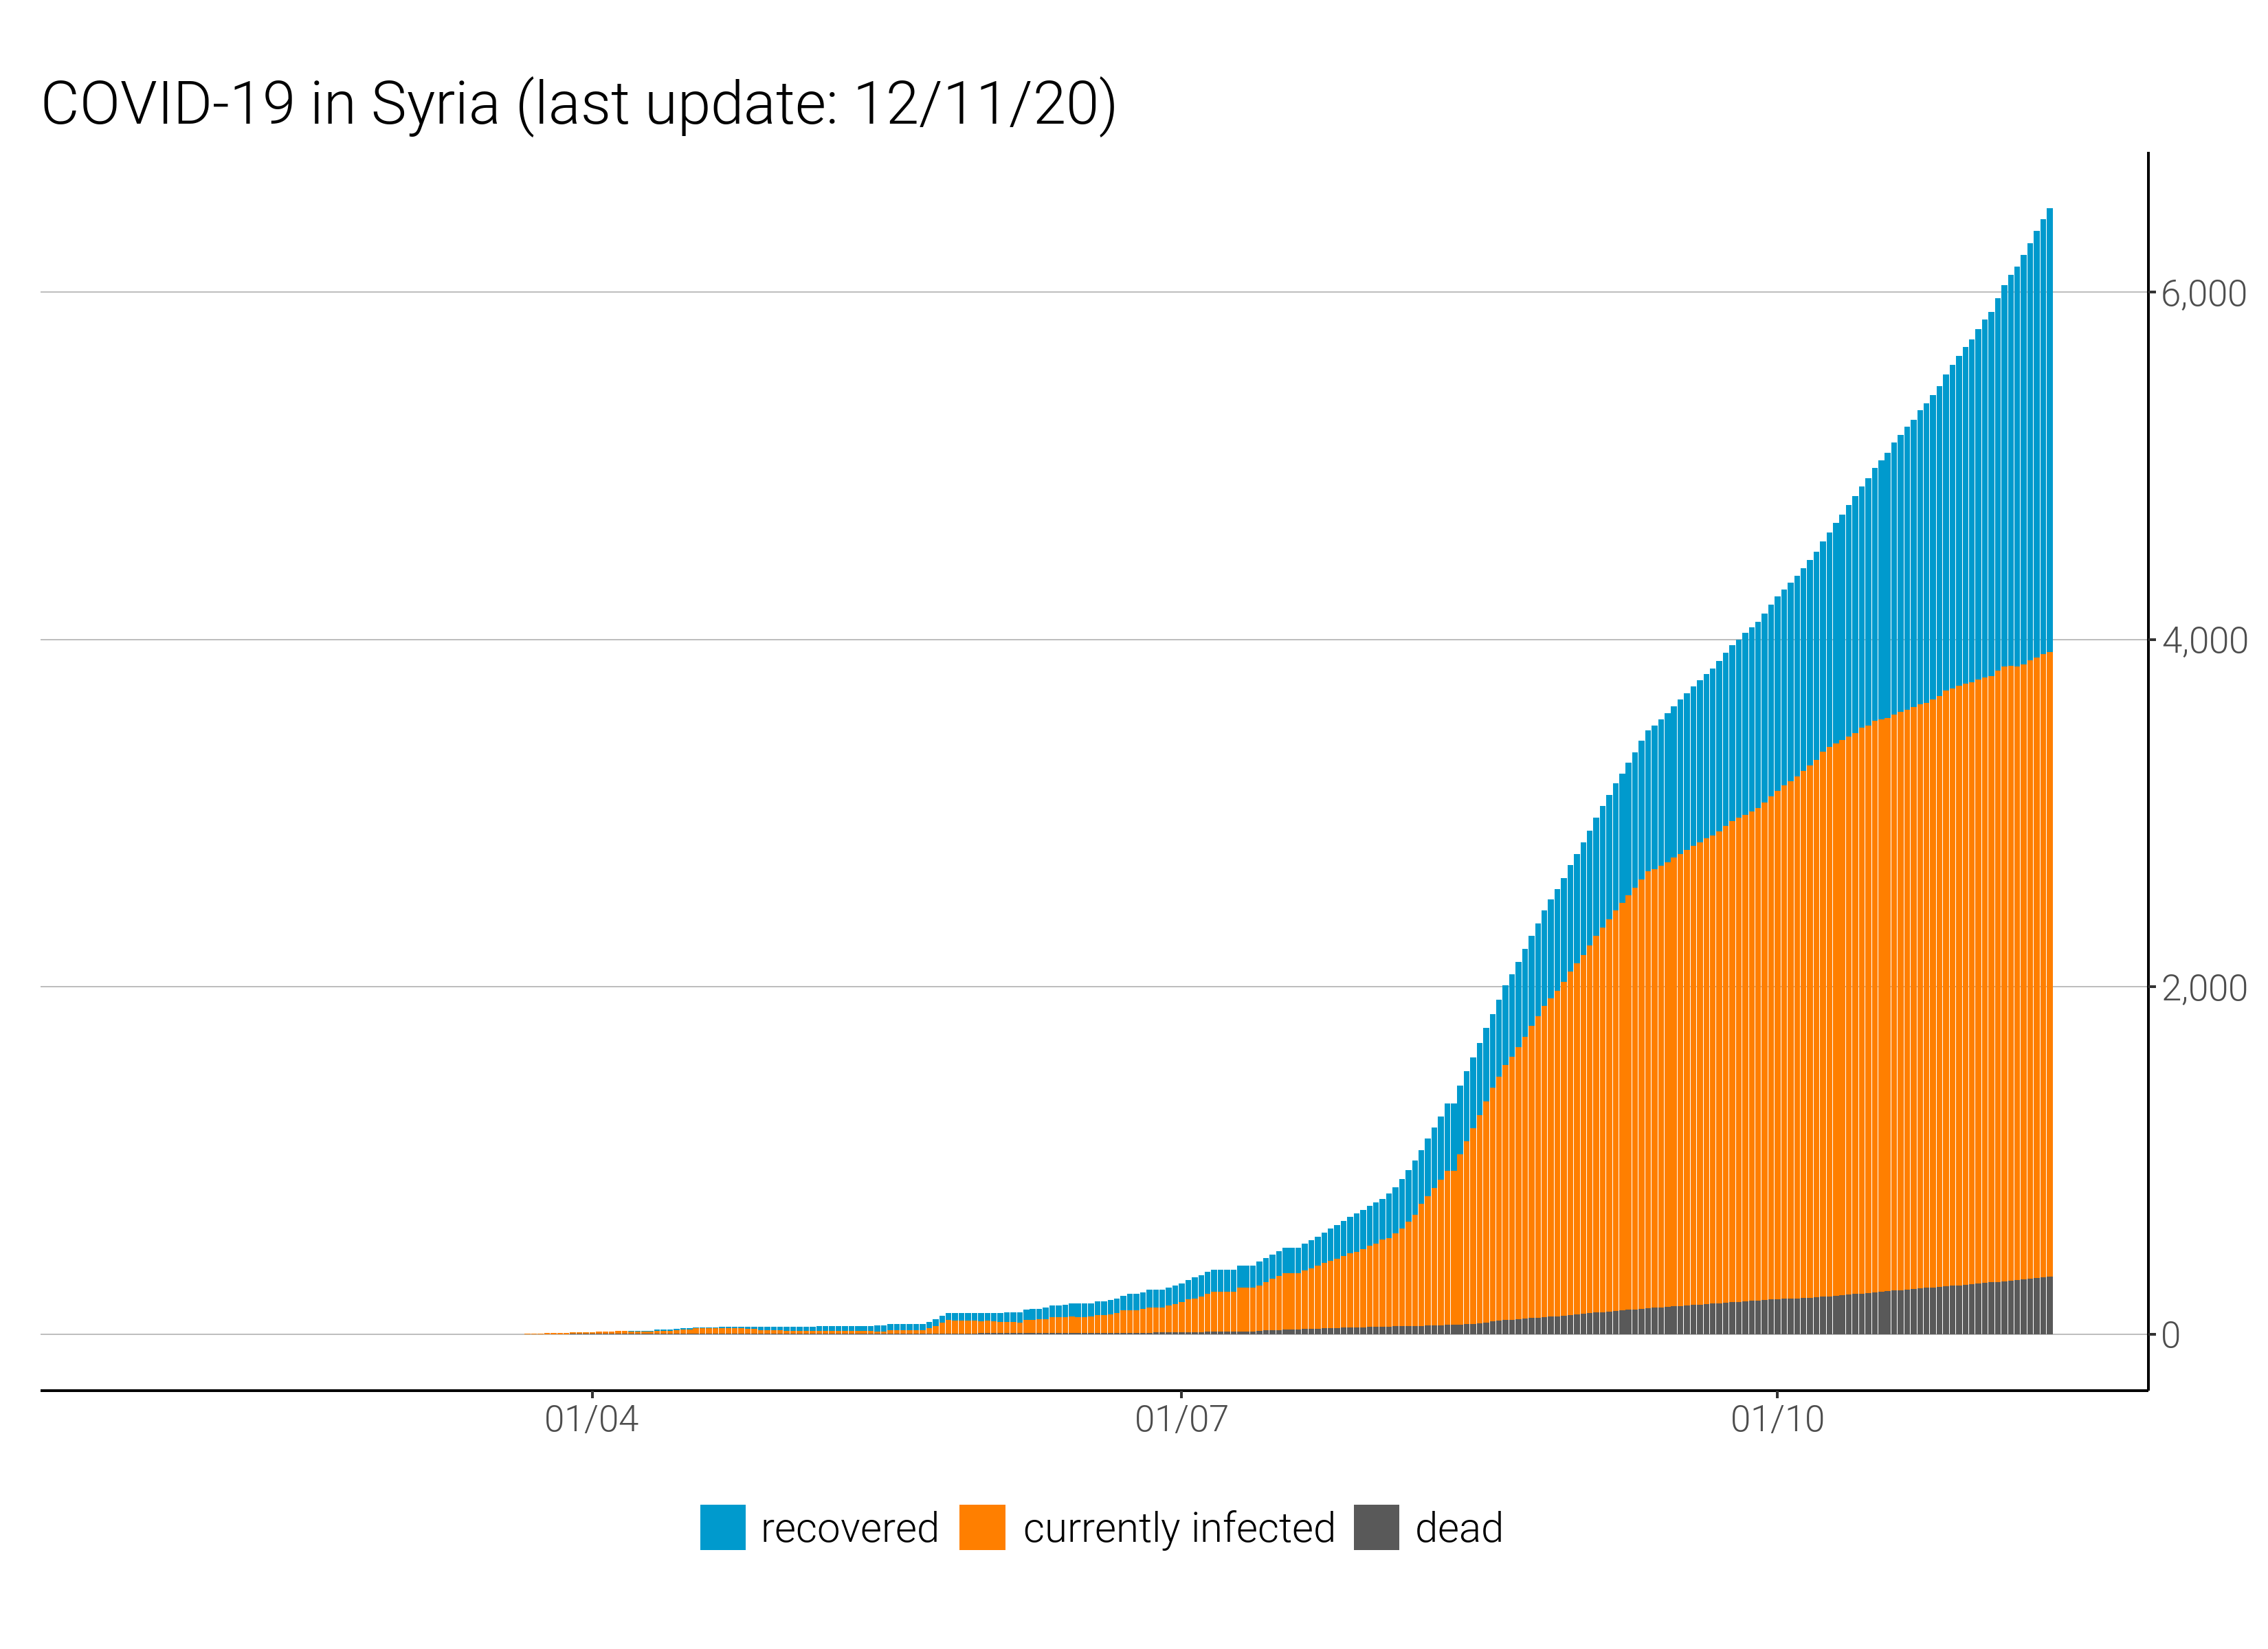 COVID-19 in Syria (last update: 12/11/20)
6,000
4,000
2,000
0
01/04 01/07 01/10
recovered currently infected dead